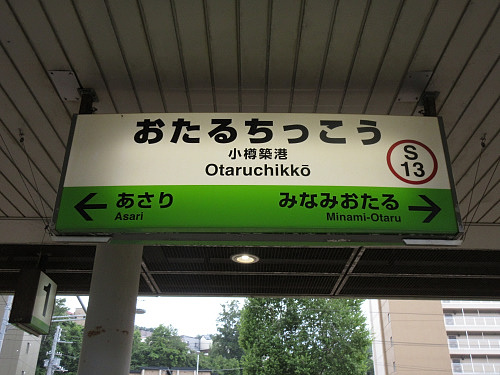 おたるちっこう
小樽築港
Otaruchikkō
S
13
← あさり
Asari
みなみおたる →
Minami-Otaru
1